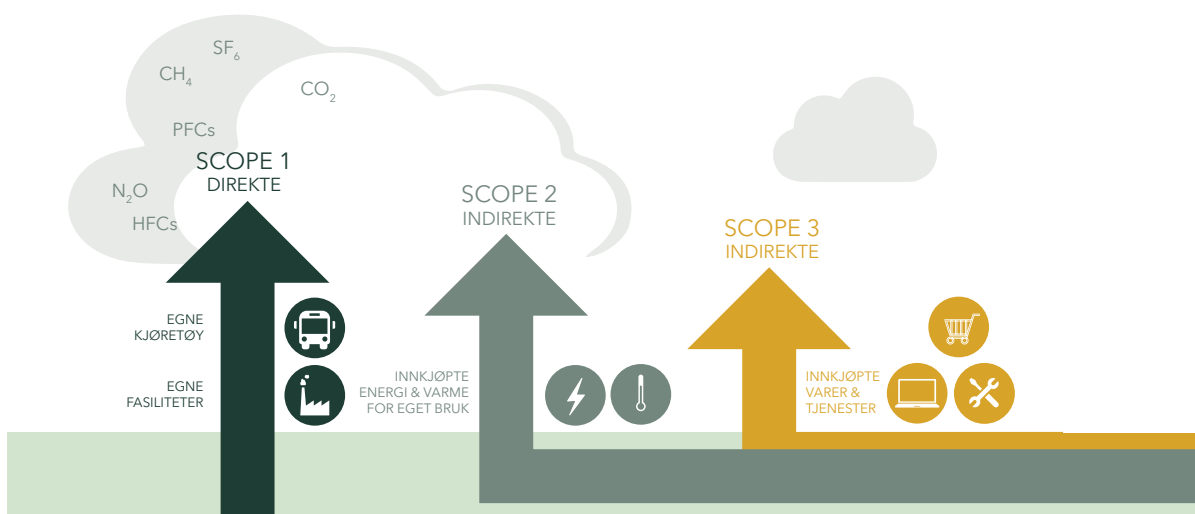 SF₆
CH₄
CO₂
PFCs
N₂O
HFCs
SCOPE 1
DIREKTE
EGNE
KJØRETØY
EGNE
FASILITETER
SCOPE 2
INDIREKTE
INNKJØPTE
ENERGI & VARME
FOR EGET BRUK
SCOPE 3
INDIREKTE
INNKJØPTE
VARER &
TJENESTER